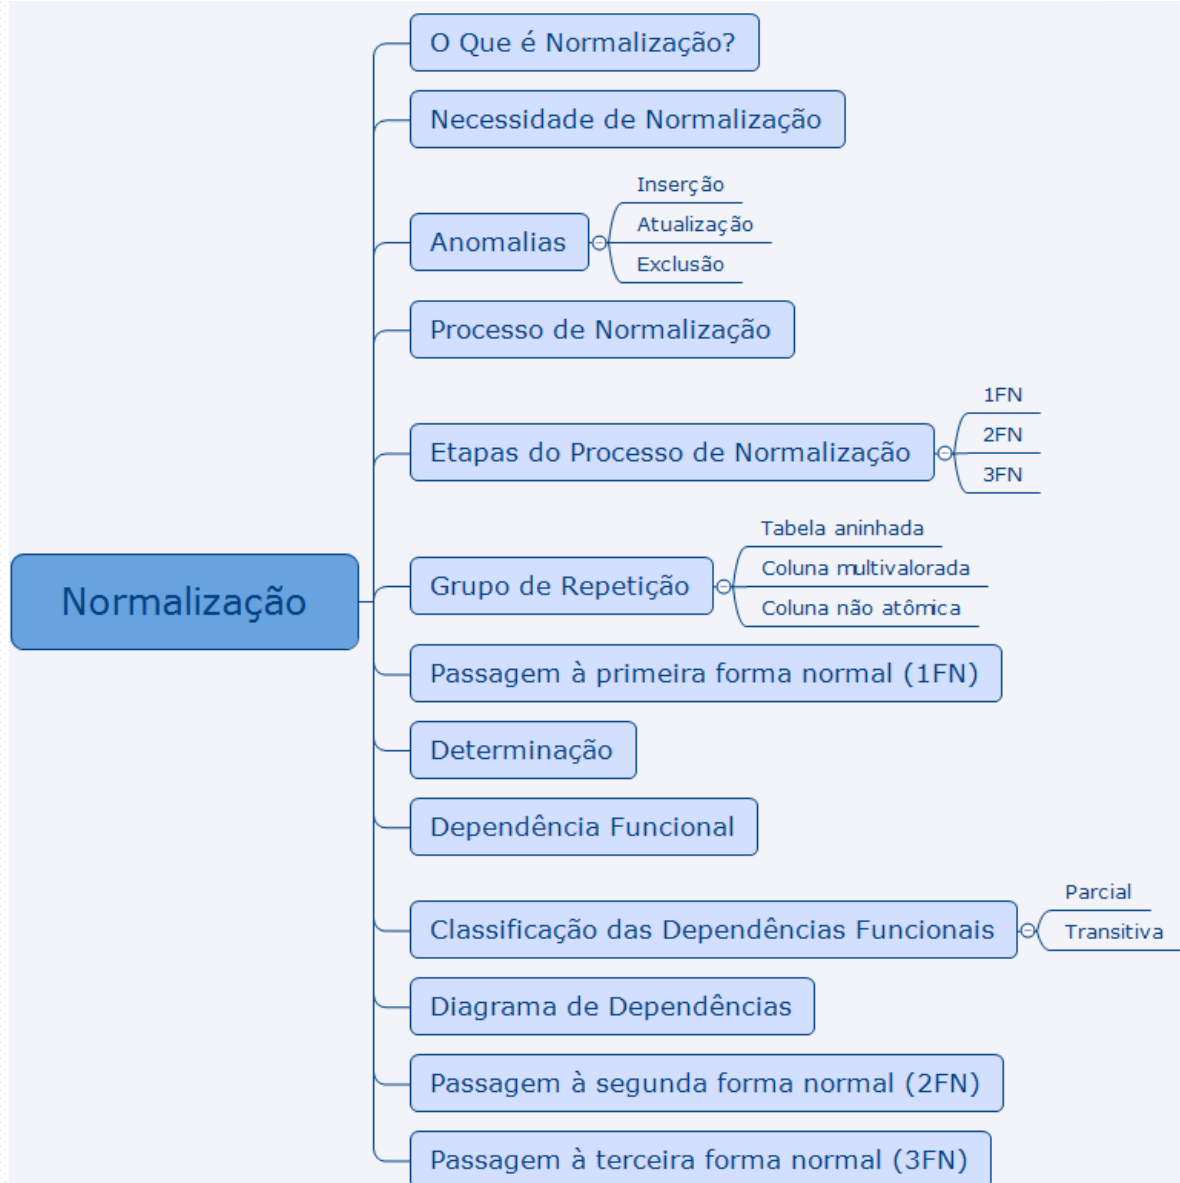 Normalização
O Que é Normalização?
Necessidade de Normalização
Anomalias
Inserção
Atualização
Exclusão
Processo de Normalização
Etapas do Processo de Normalização
1FN
2FN
3FN
Grupo de Repetição
Tabela aninhada
Coluna multivalorada
Coluna não atômica
Passagem à primeira forma normal (1FN)
Determinação
Dependência Funcional
Classificação das Dependências Funcionais
Parcial
Transitiva
Diagrama de Dependências
Passagem à segunda forma normal (2FN)
Passagem à terceira forma normal (3FN)